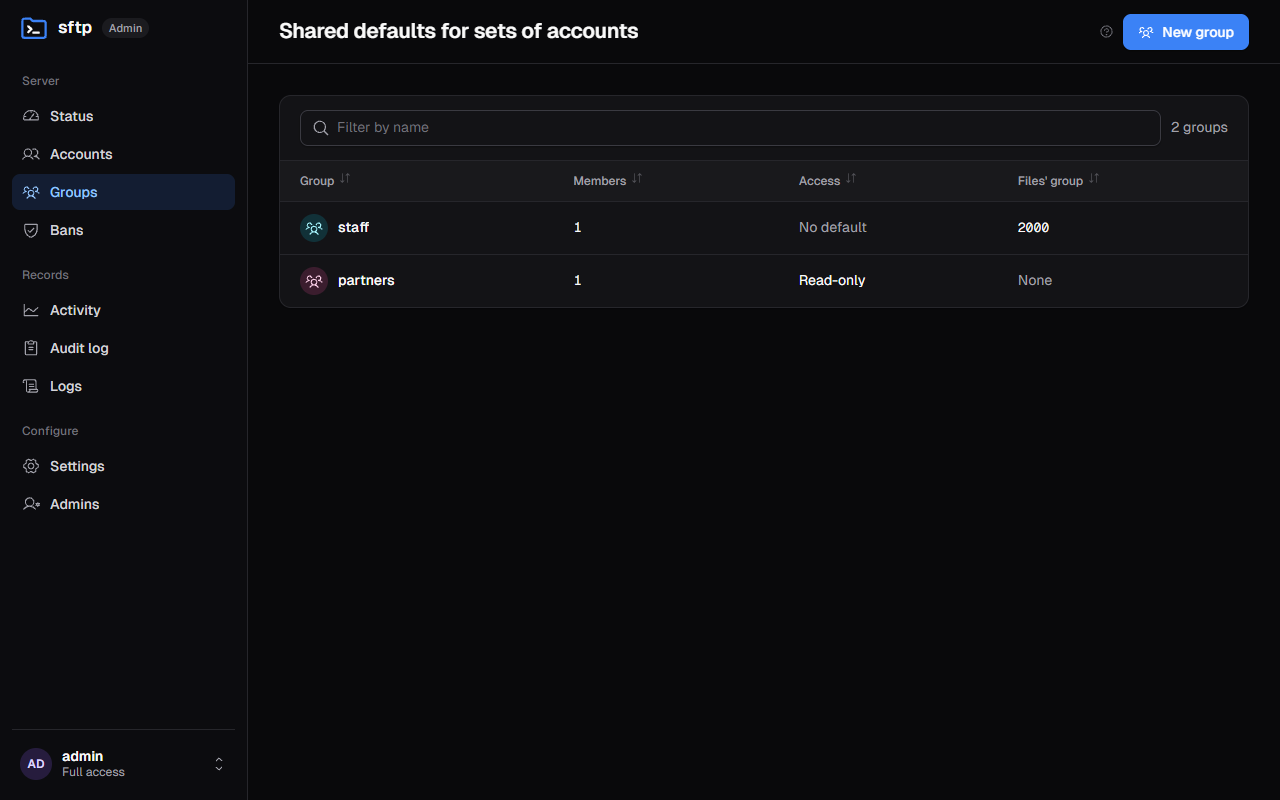 sftp Admin
Server
Status
Accounts
Groups
Bans
Records
Activity
Audit log
Logs
Configure
Settings
Admins
AD
admin
Full access
Shared defaults for sets of accounts
New group
Filter by name
2 groups
Group Members Access Files' group
staff 1 No default 2000
partners 1 Read-only None